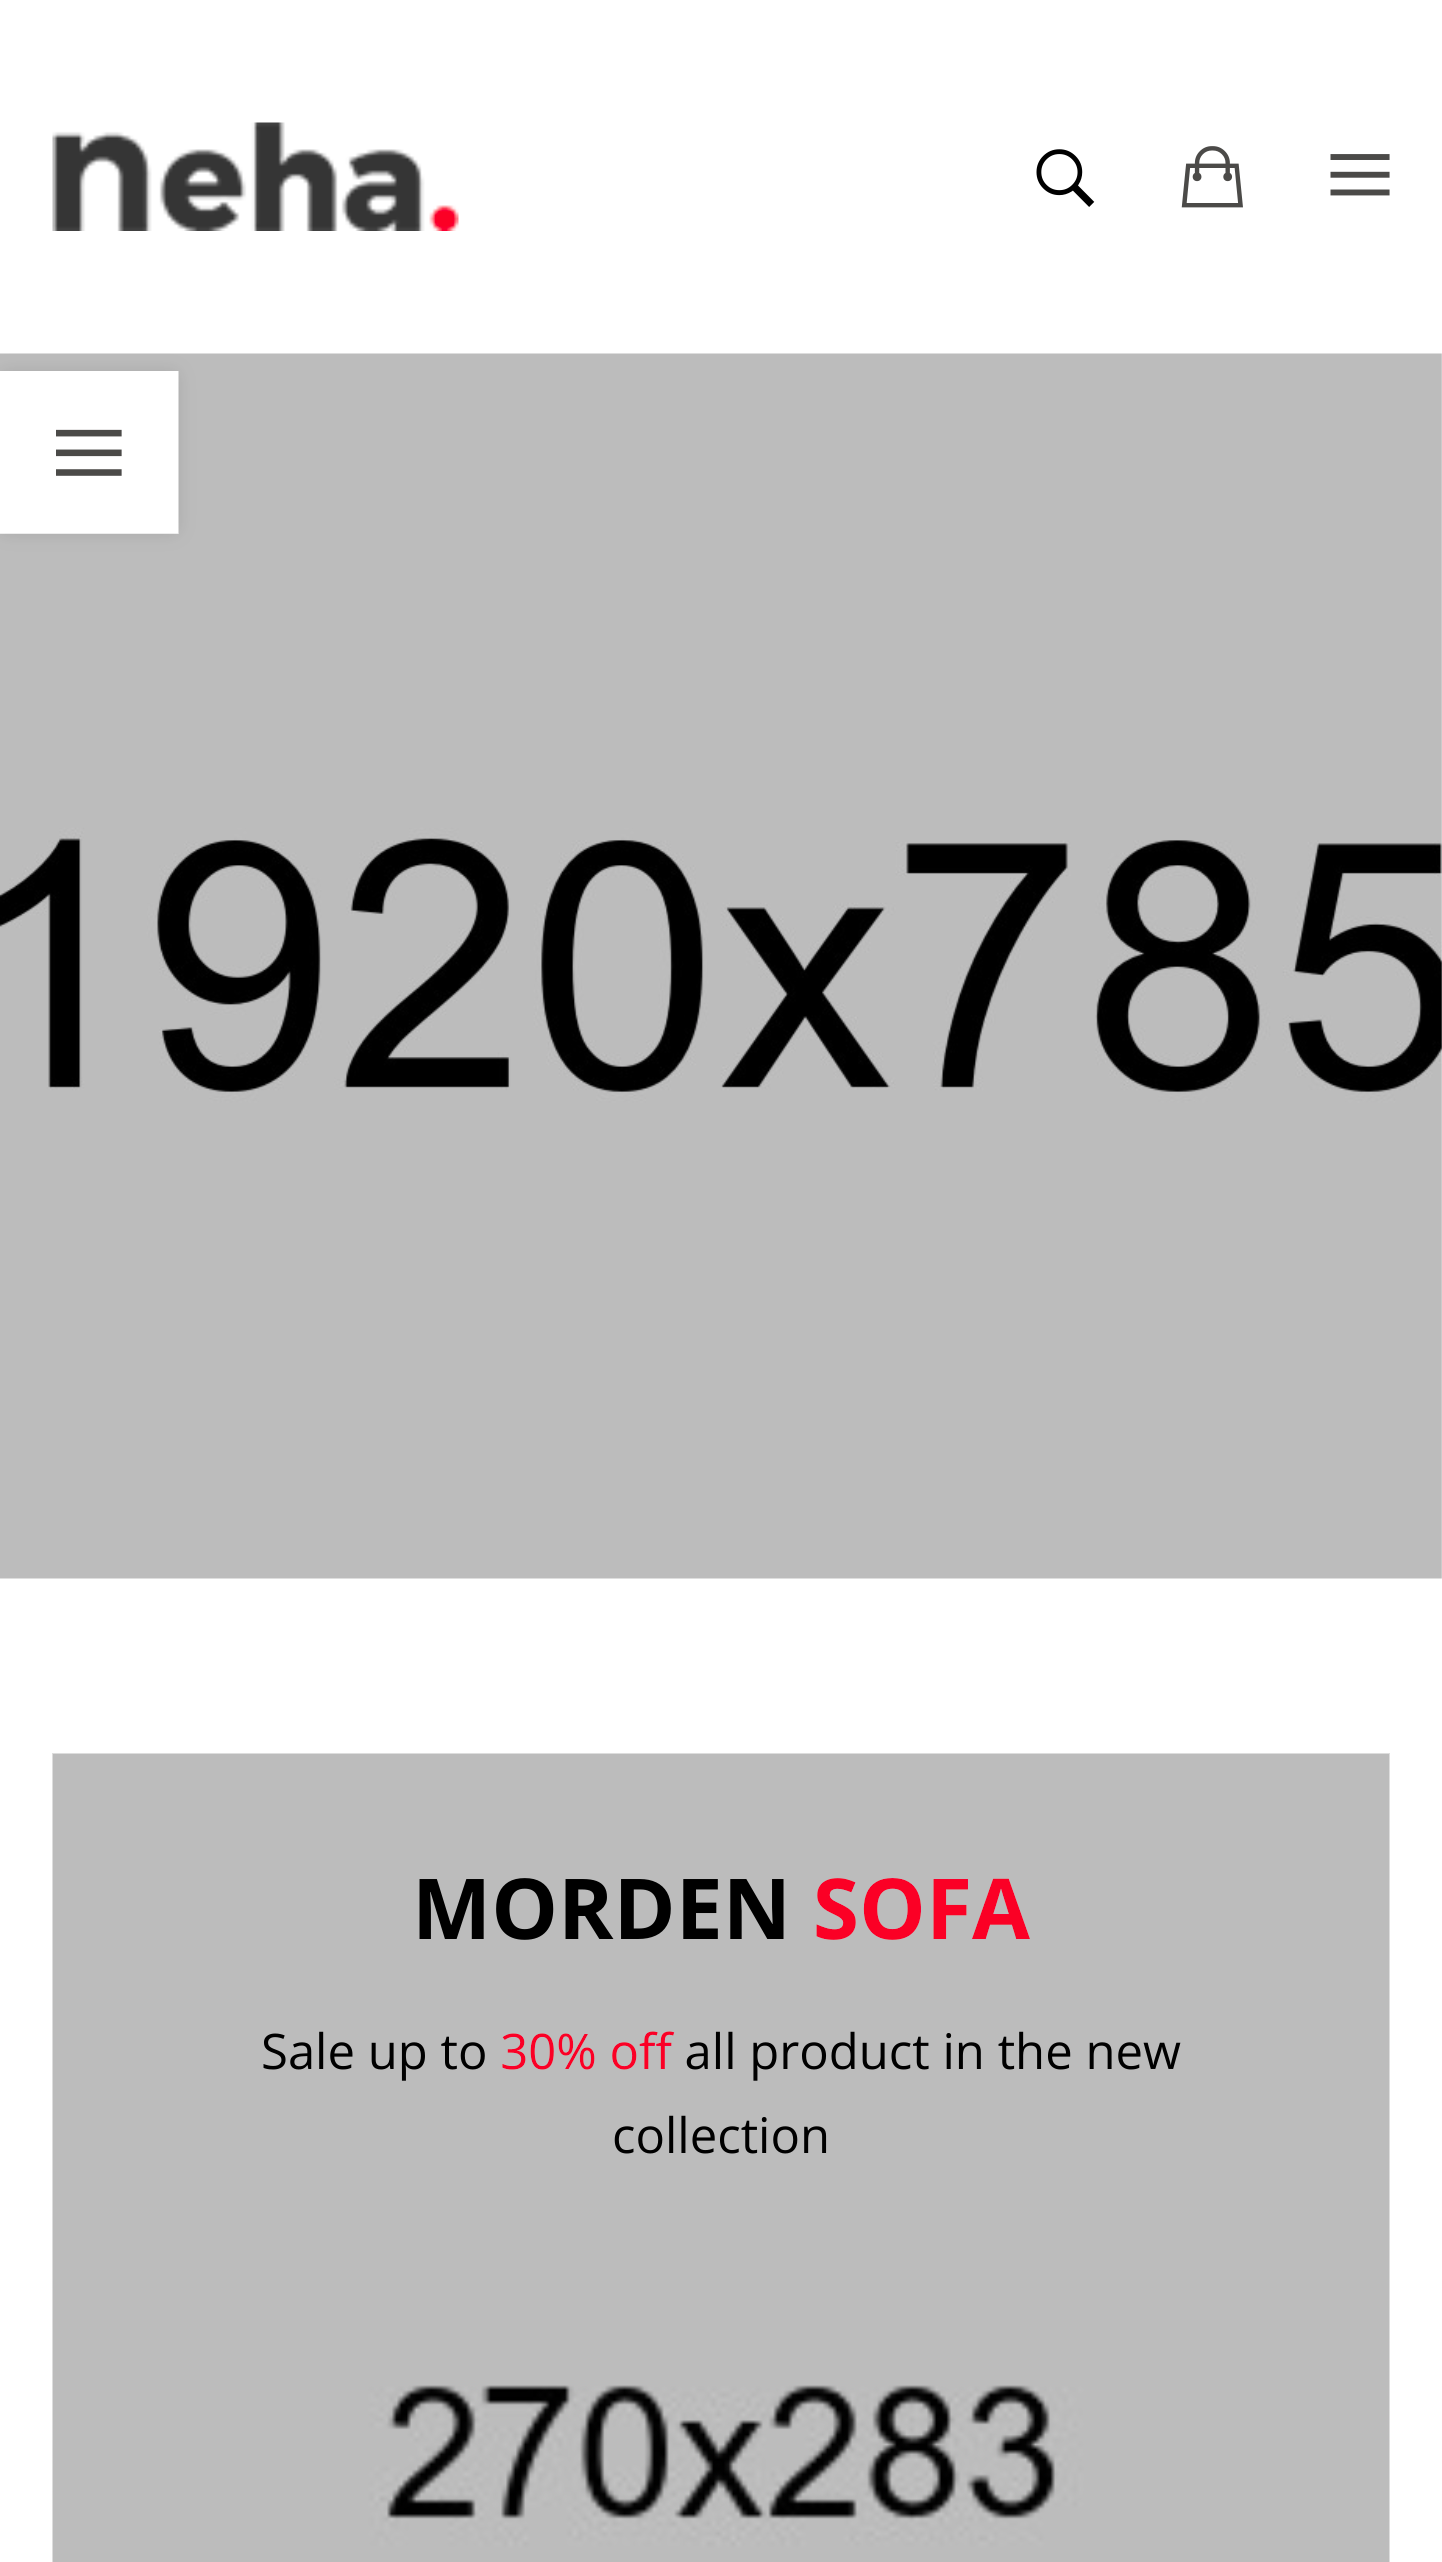 neha.
1920x785
MORDEN SOFA
Sale up to 30% off all product in the new
collection
270x283